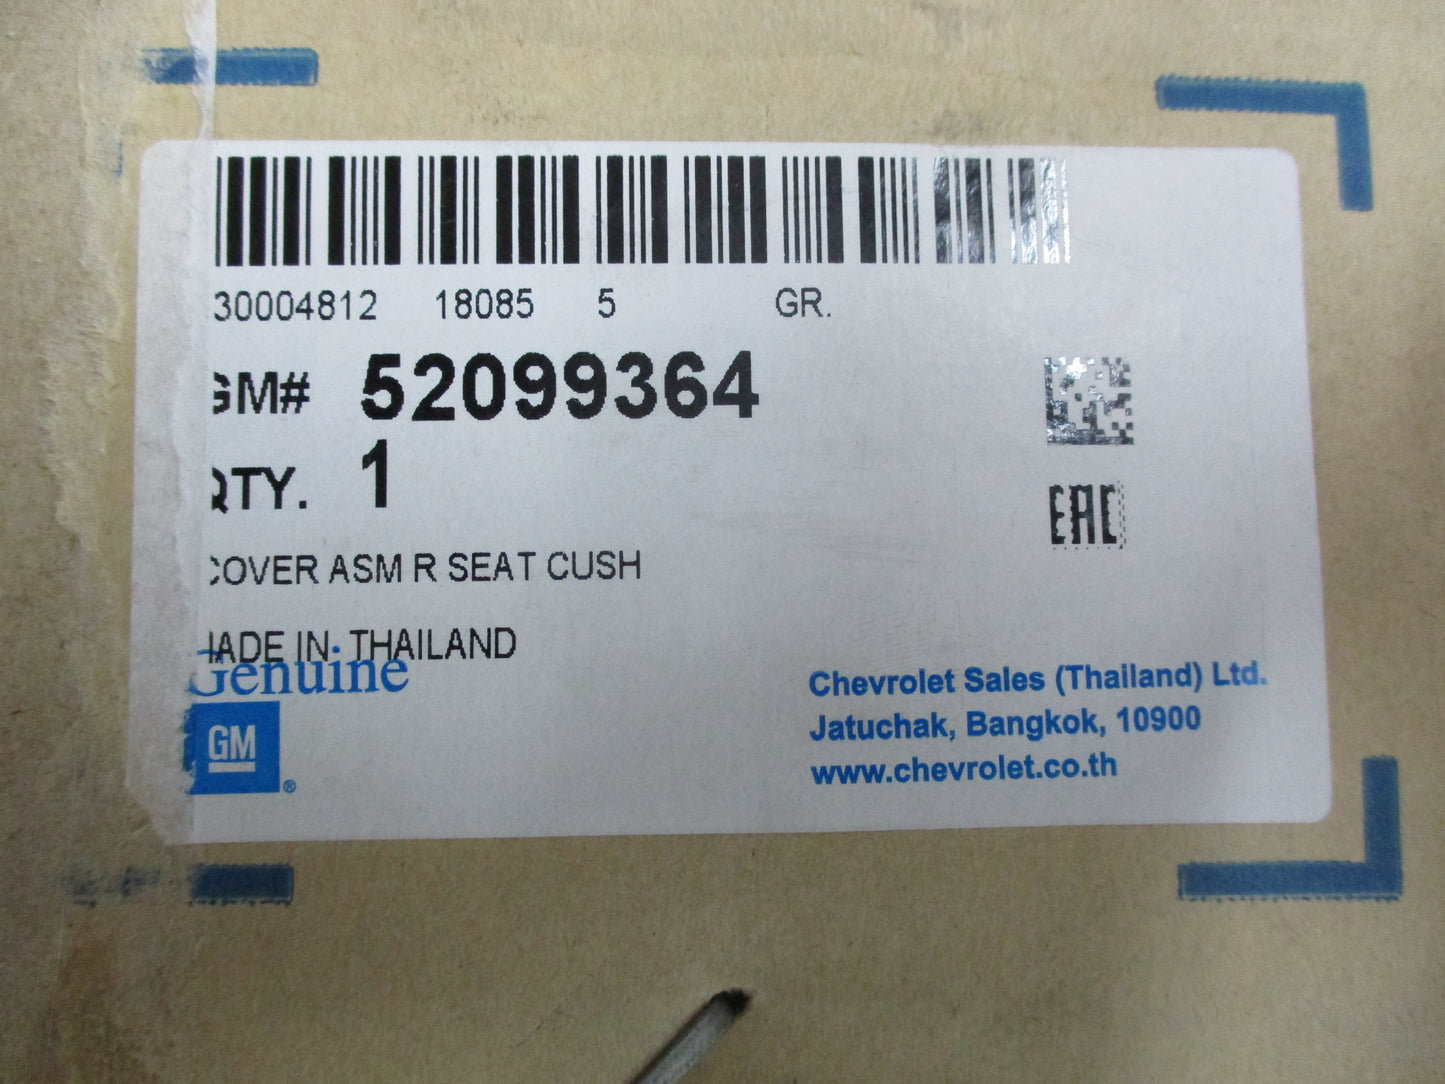 30004812 18085 5 GR.
GM# 52099364
QTY. 1
COVER ASM R SEAT CUSH
MADE IN: THAILAND
Genuine
GM®
EAC
Chevrolet Sales (Thailand) Ltd.
Jatuchak, Bangkok, 10900
www.chevrolet.co.th